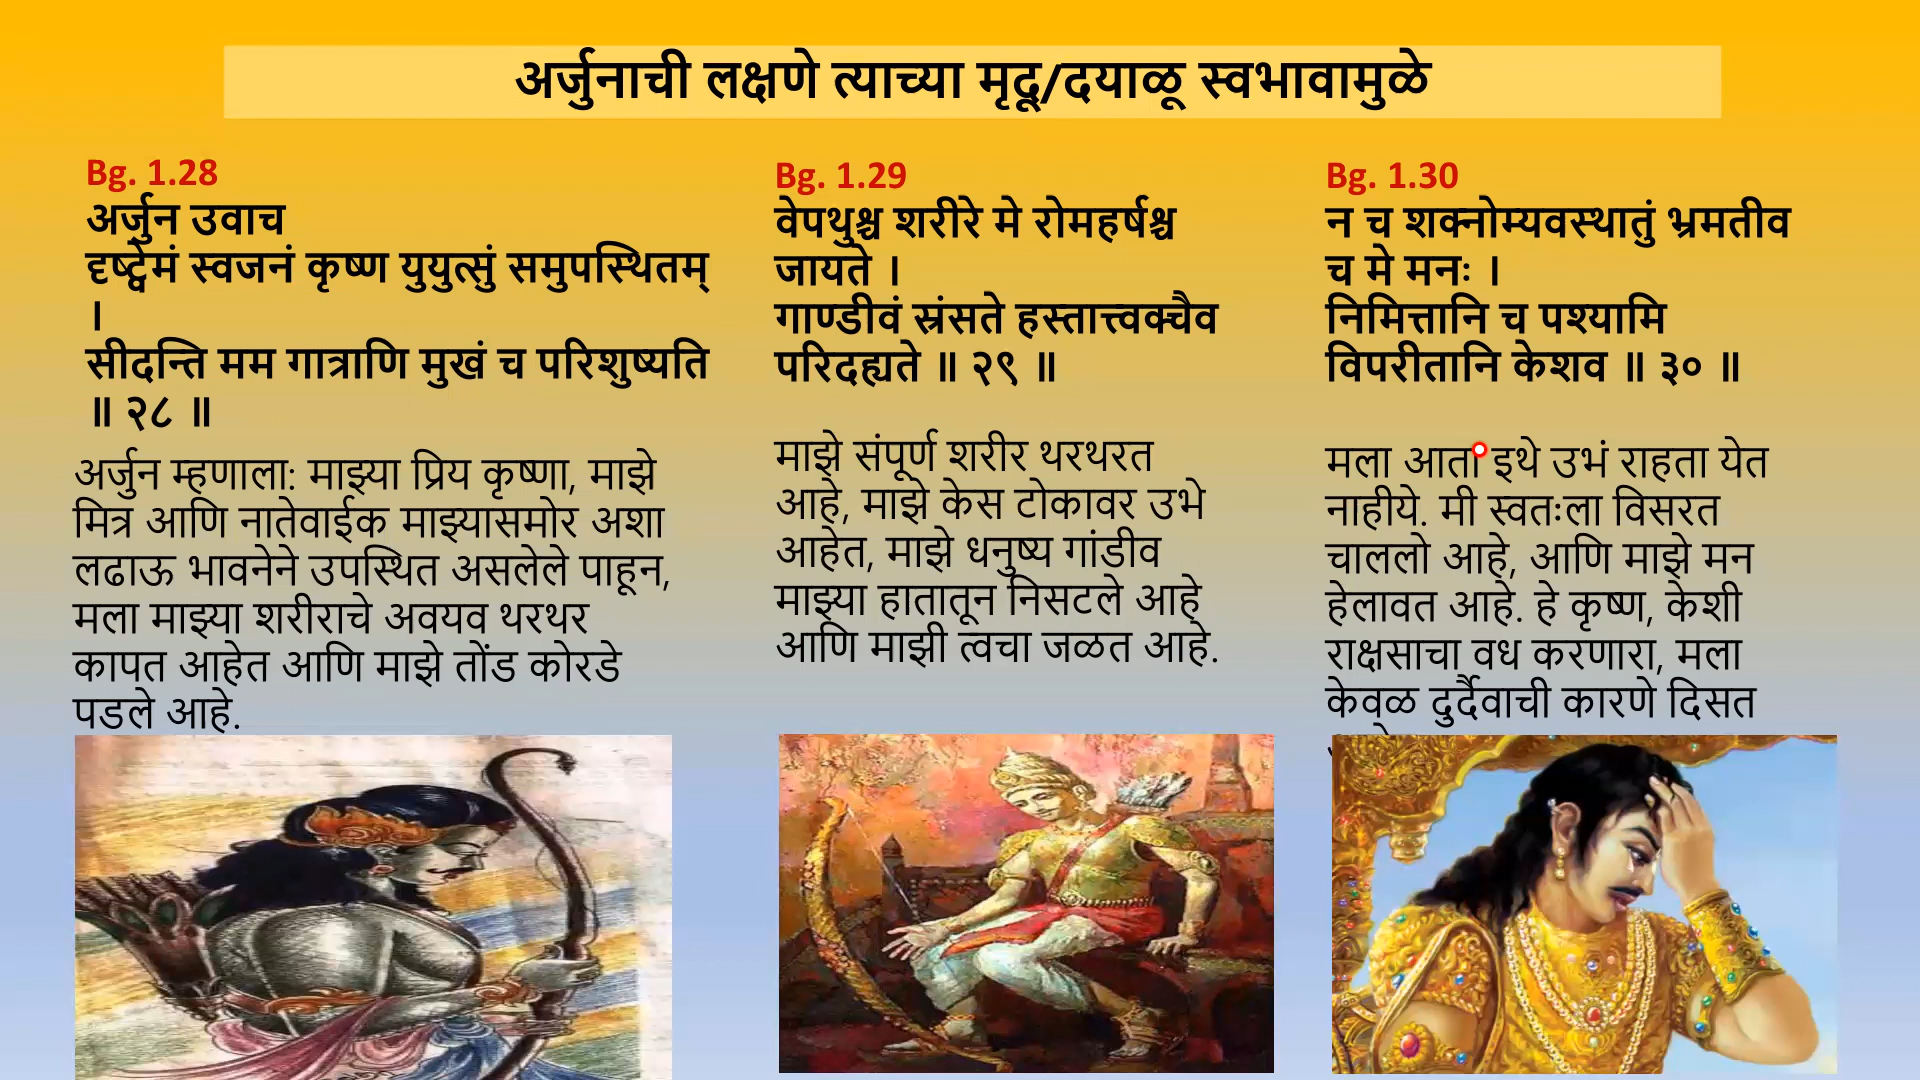 अर्जुनाची लक्षणे त्याच्या मृदू/दयाळू स्वभावामुळे
Bg. 1.28
अर्जुन उवाच
दृष्ट्वेमं स्वजनं कृष्ण युयुत्सुं समुपस्थितम्
।
सीदन्ति मम गात्राणि मुखं च परिशुष्यति
॥ २८ ॥
अर्जुन म्हणाला: माझ्या प्रिय कृष्णा, माझे
मित्र आणि नातेवाईक माझ्यासमोर अशा
लढाऊ भावनेने उपस्थित असलेले पाहून,
मला माझ्या शरीराचे अवयव थरथर
कापत आहेत आणि माझे तोंड कोरडे
पडले आहे.
Bg. 1.29
वेपथुश्च शरीरे मे रोमहर्षश्च
जायते ।
गाण्डीवं स्रंसते हस्तात्त्वक्चैव
परिदह्यते ॥ २९ ॥
माझे संपूर्ण शरीर थरथरत
आहे, माझे केस टोकावर उभे
आहेत, माझे धनुष्य गांडीव
माझ्या हातातून निसटले आहे
आणि माझी त्वचा जळत आहे.
Bg. 1.30
न च शक्नोम्यवस्थातुं भ्रमतीव
च मे मनः ।
निमित्तानि च पश्यामि
विपरीतानि केशव ॥ ३० ॥
मला आता इथे उभं राहता येत
नाहीये. मी स्वतःला विसरत
चाललो आहे, आणि माझे मन
हेलावत आहे. हे कृष्ण, केशी
राक्षसाचा वध करणारा, मला
केवळ दुर्दैवाची कारणे दिसत